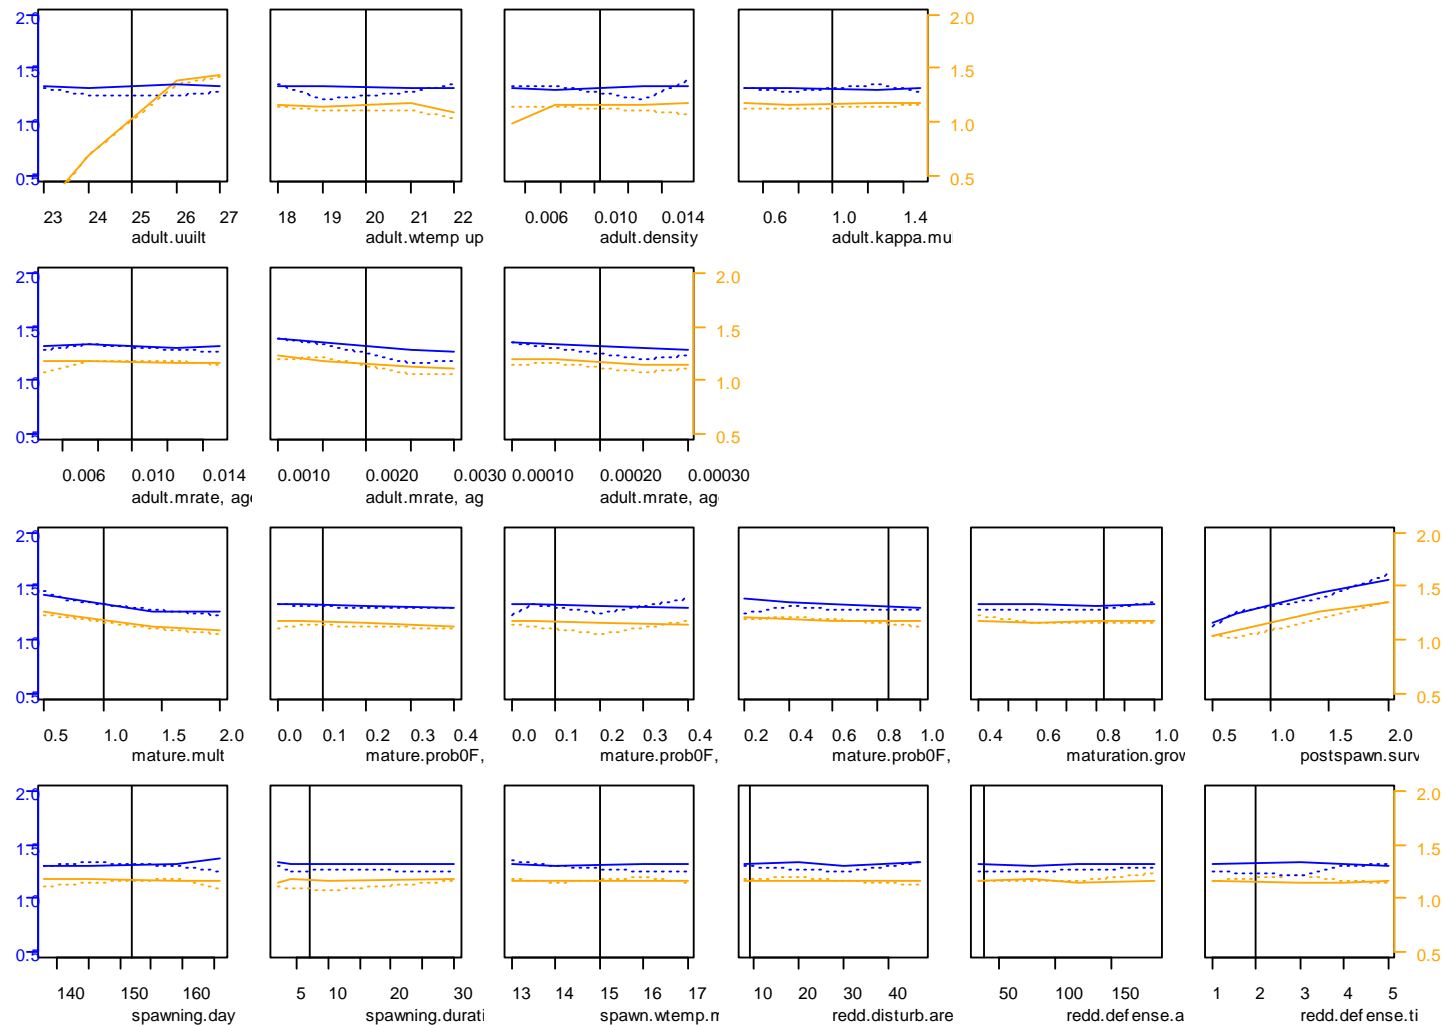 2.0 1.5 1.0 0.5
2.0 1.5 1.0 0.5
23 24 25 26 27
18 19 20 21 22
0.006 0.010 0.014
0.6 1.0 1.4
adult.uuilt
adult.wtemp up
adult.density
adult.kappa.mul
2.0 1.5 1.0 0.5
2.0 1.5 1.0 0.5
0.006 0.010 0.014
0.0010 0.0020 0.0030
0.00010 0.00020 0.00030
adult.mrate, age
adult.mrate, ag
adult.mrate, ag
2.0 1.5 1.0 0.5
2.0 1.5 1.0 0.5
0.5 1.0 1.5 2.0
0.0 0.1 0.2 0.3 0.4
0.0 0.1 0.2 0.3 0.4
0.2 0.4 0.6 0.8 1.0
0.4 0.6 0.8 1.0
0.5 1.0 1.5 2.0
mature.mult
mature.prob0F,
mature.prob0F,
mature.prob0F,
maturation.grow
postspawn.surv
2.0 1.5 1.0 0.5
2.0 1.5 1.0 0.5
140 150 160
5 10 20 30
13 14 15 16 17
10 20 30 40
50 100 150
1 2 3 4 5
spawning.day
spawning.durati
spawn.wtemp.m
redd.disturb.are
redd.defense.a
redd.defense.ti